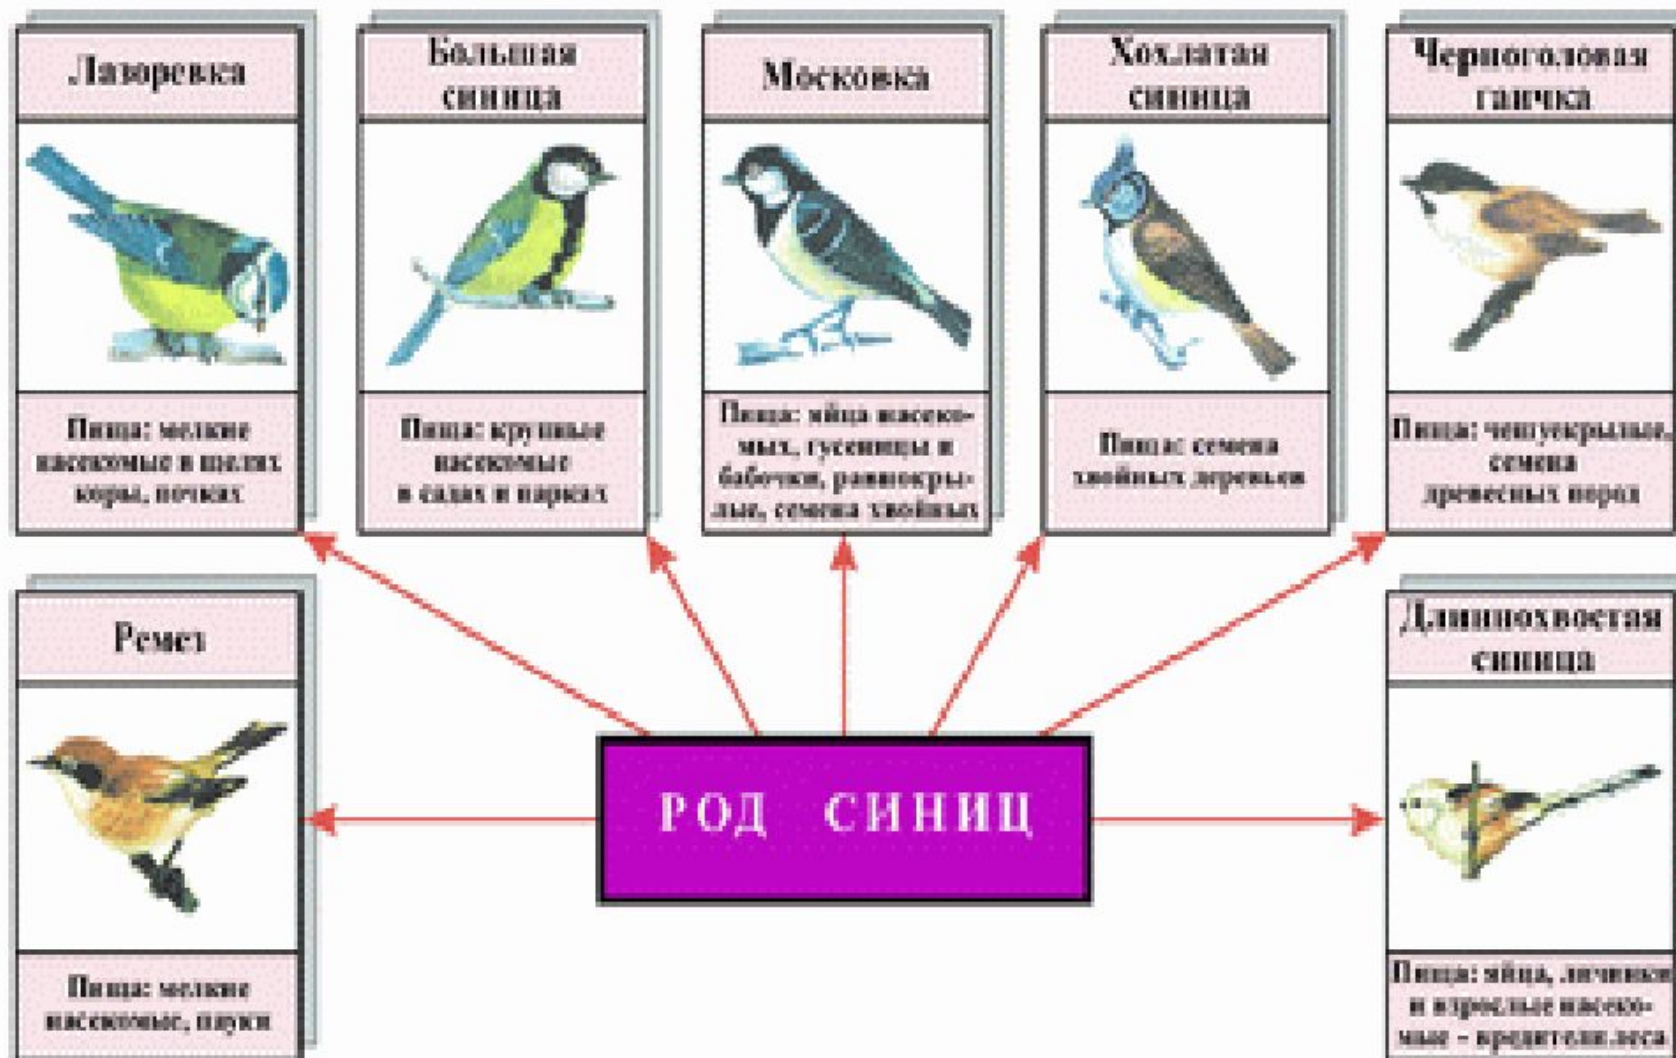 Лазоревка
Большая
синица
Московка
Хохлатая
синица
Черноголовая
гаичка
Пища: мелкие
насекомые в щелях
коры, почках
Пища: крупные
насекомые
в садах и парках
Пища: яйца насеко-
мых, гусеницы и
бабочки, равнокры-
лые, семена хвойных
Пища: семена
хвойных деревьев
Пища: чешуекрылые,
семена
древесных пород
Ремез
Длиннохвостая
синица
РОД СИНИЦ
Пища: мелкие
насекомые, пауки
Пища: яйца, личинки
и взрослые насеко-
мые - вредители леса